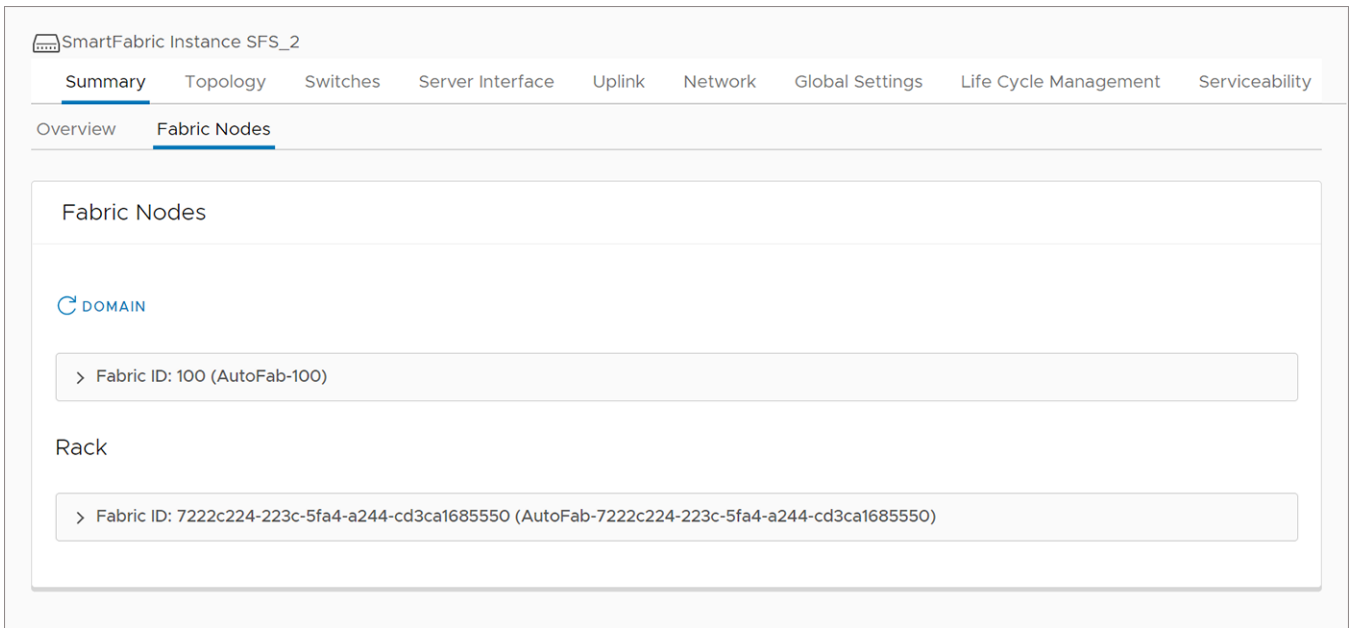 SmartFabric Instance SFS_2
Summary Topology Switches Server Interface Uplink Network Global Settings Life Cycle Management Serviceability
Overview Fabric Nodes
Fabric Nodes
DOMAIN
Fabric ID: 100 (AutoFab-100)
Rack
Fabric ID: 7222c224-223c-5fa4-a244-cd3ca1685550 (AutoFab-7222c224-223c-5fa4-a244-cd3ca1685550)